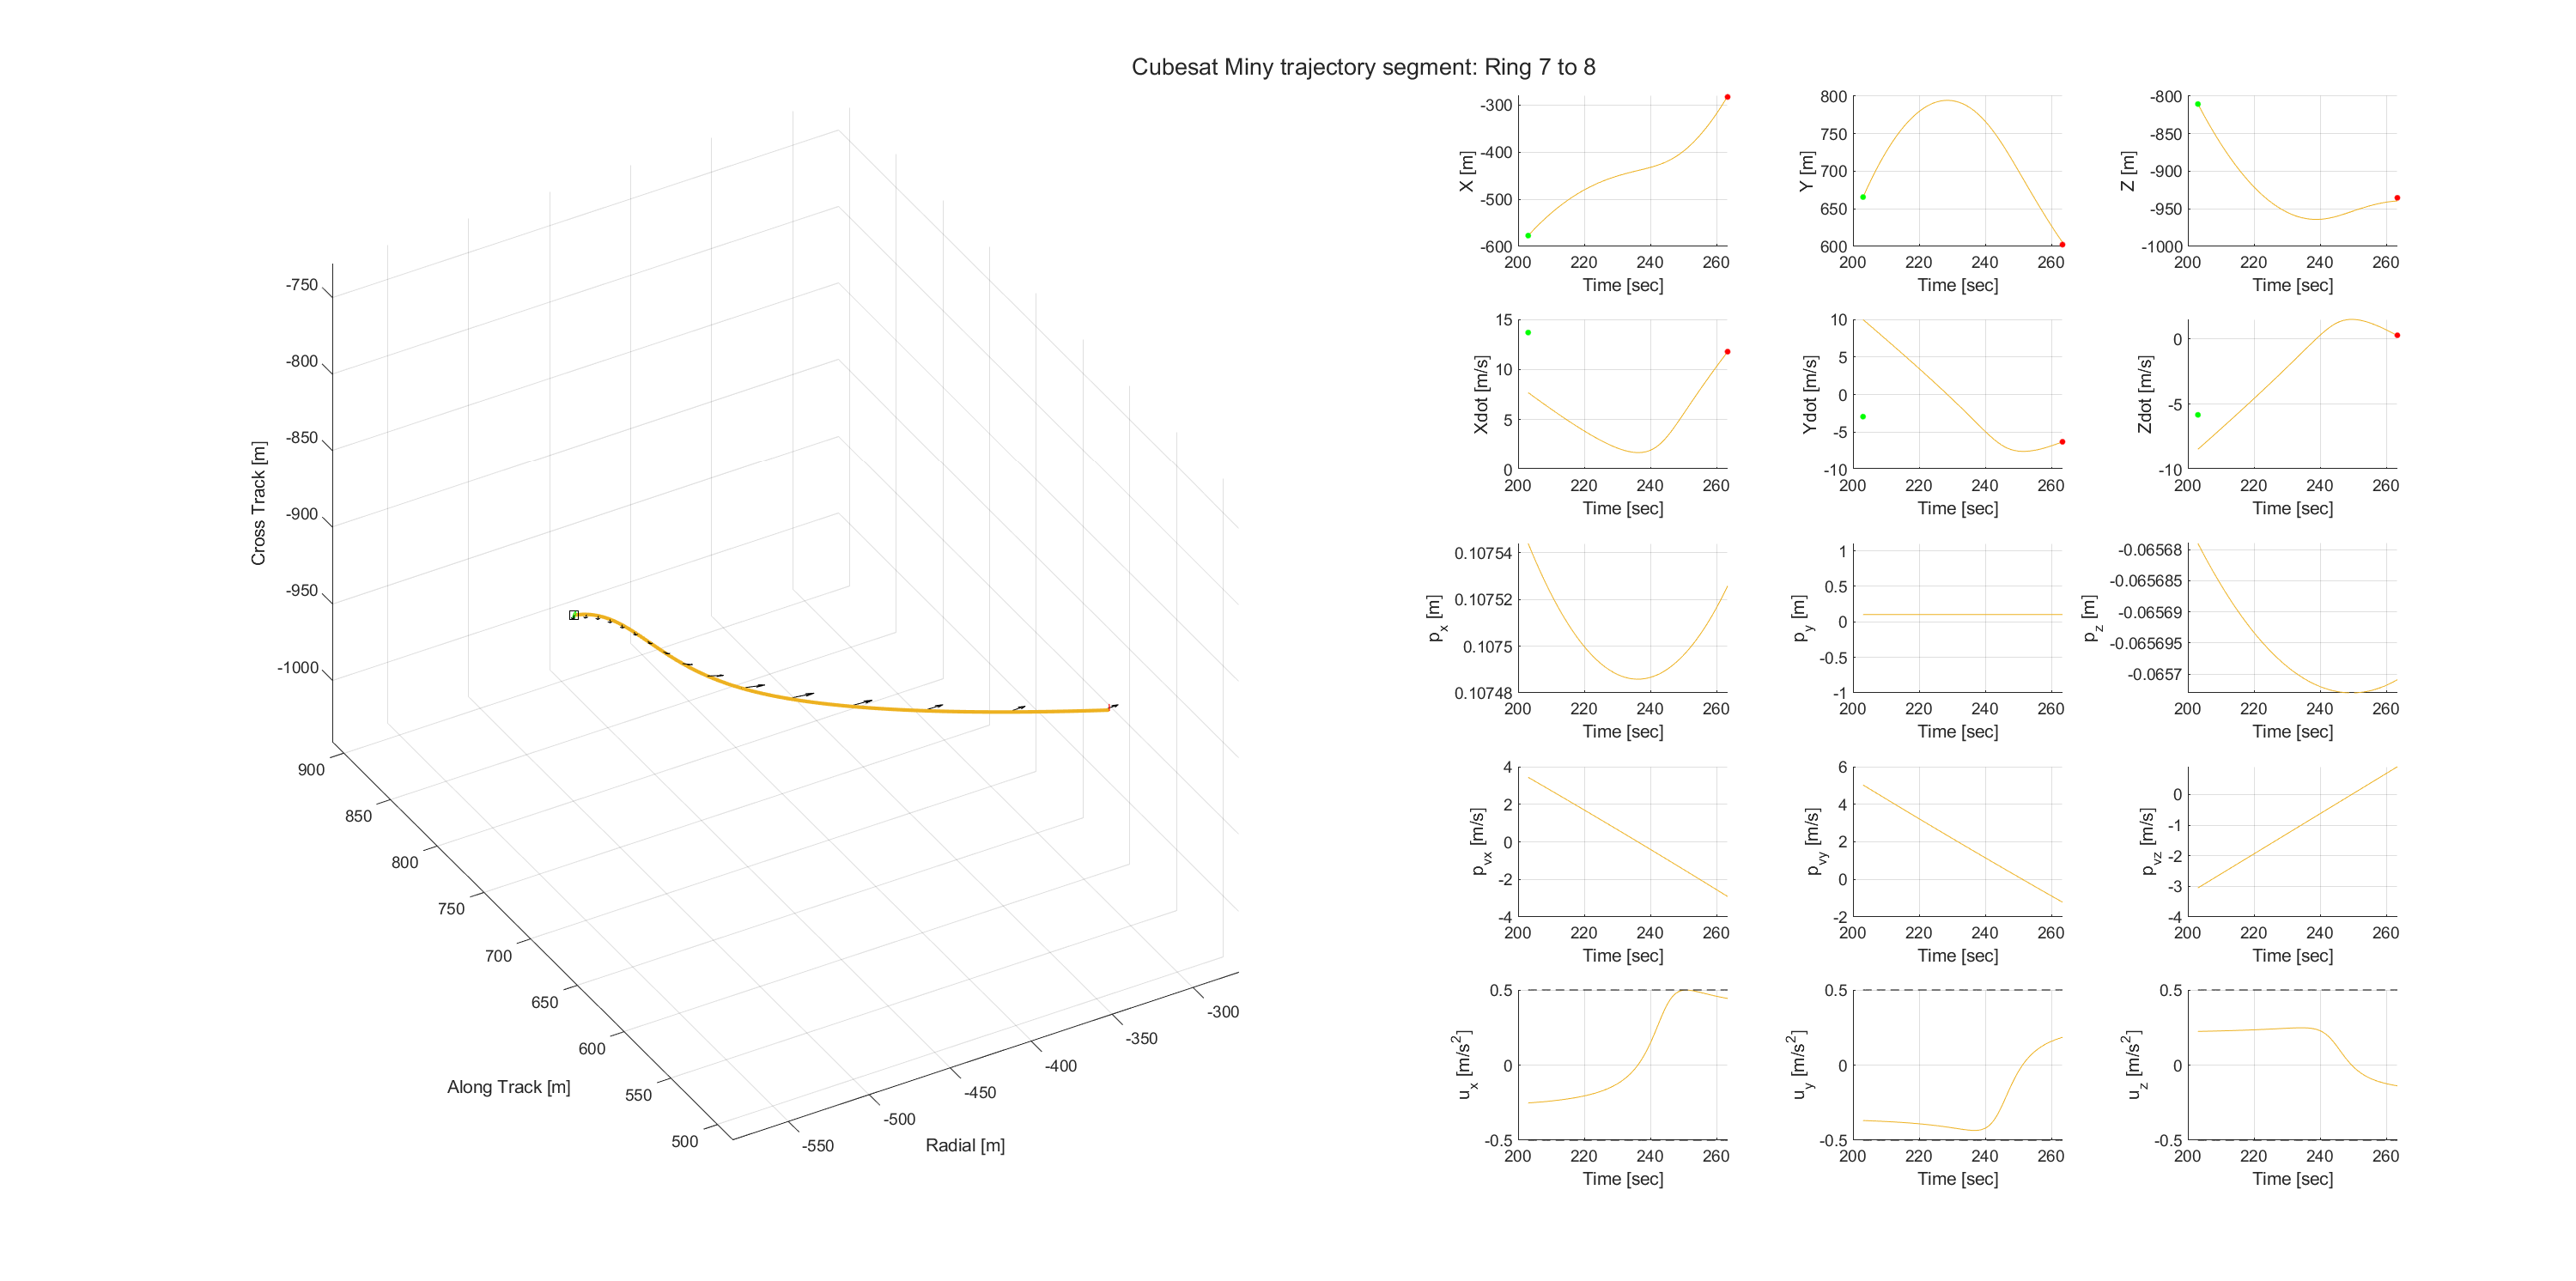 Cubesat Miny trajectory segment: Ring 7 to 8
-750
-800
-850
-900
-950
-1000
Cross Track [m]
900
850
800
750
700
650
600
550
500
Along Track [m]
-550
-500
-450
-400
-350
-300
Radial [m]
-300
-400
-500
-600
X [m]
200 220 240 260
Time [sec]
800
750
700
650
600
Y [m]
200 220 240 260
Time [sec]
-800
-850
-900
-950
-1000
Z [m]
200 220 240 260
Time [sec]
15
10
5
0
Xdot [m/s]
200 220 240 260
Time [sec]
10
5
0
-5
-10
Ydot [m/s]
200 220 240 260
Time [sec]
0
-5
-10
Zdot [m/s]
200 220 240 260
Time [sec]
0.10754
0.10752
0.1075
0.10748
p_x [m]
200 220 240 260
Time [sec]
1
0.5
0
-0.5
-1
p_y [m]
200 220 240 260
Time [sec]
-0.06568
-0.065685
-0.06569
-0.065695
-0.0657
p_z [m]
200 220 240 260
Time [sec]
4
2
0
-2
-4
p_vx [m/s]
200 220 240 260
Time [sec]
6
4
2
0
-2
p_vy [m/s]
200 220 240 260
Time [sec]
0
-1
-2
-3
-4
p_vz [m/s]
200 220 240 260
Time [sec]
0.5
0
-0.5
u_x [m/s²]
200 220 240 260
Time [sec]
0.5
0
-0.5
u_y [m/s²]
200 220 240 260
Time [sec]
0.5
0
-0.5
u_z [m/s²]
200 220 240 260
Time [sec]